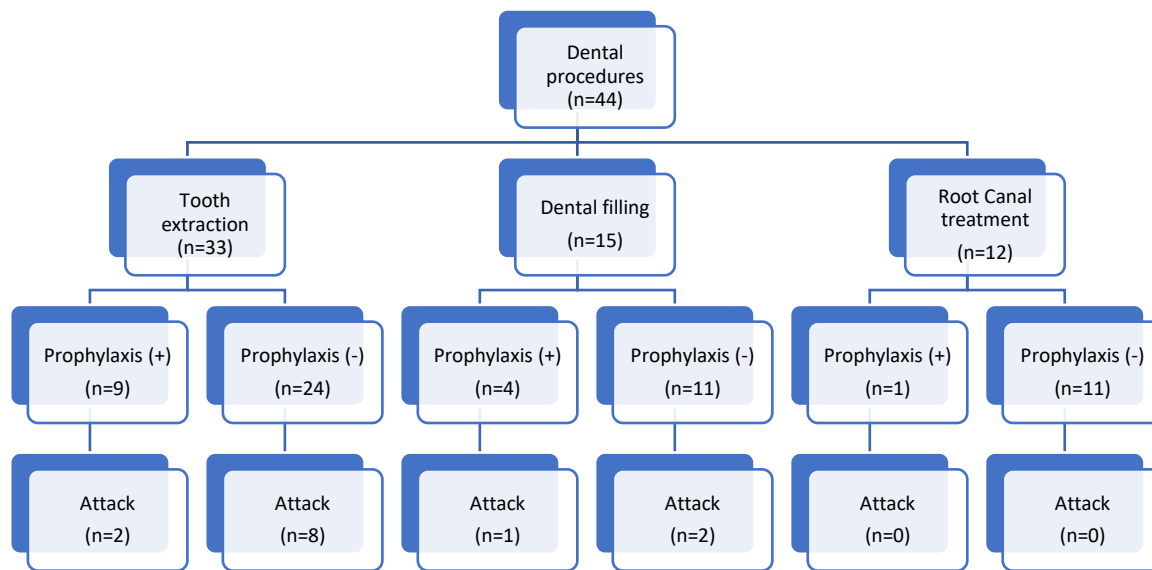 Dental
procedures
(n=44)
Tooth
extraction
(n=33)
Dental filling
(n=15)
Root Canal
treatment
(n=12)
Prophylaxis (+)
(n=9)
Prophylaxis (-)
(n=24)
Prophylaxis (+)
(n=4)
Prophylaxis (-)
(n=11)
Prophylaxis (+)
(n=1)
Prophylaxis (-)
(n=11)
Attack
(n=2)
Attack
(n=8)
Attack
(n=1)
Attack
(n=2)
Attack
(n=0)
Attack
(n=0)